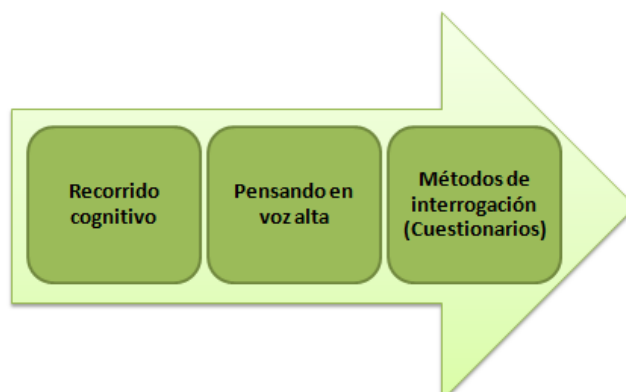 Recorrido
cognitivo
Pensando en
voz alta
Métodos de
interrogación
(Cuestionarios)